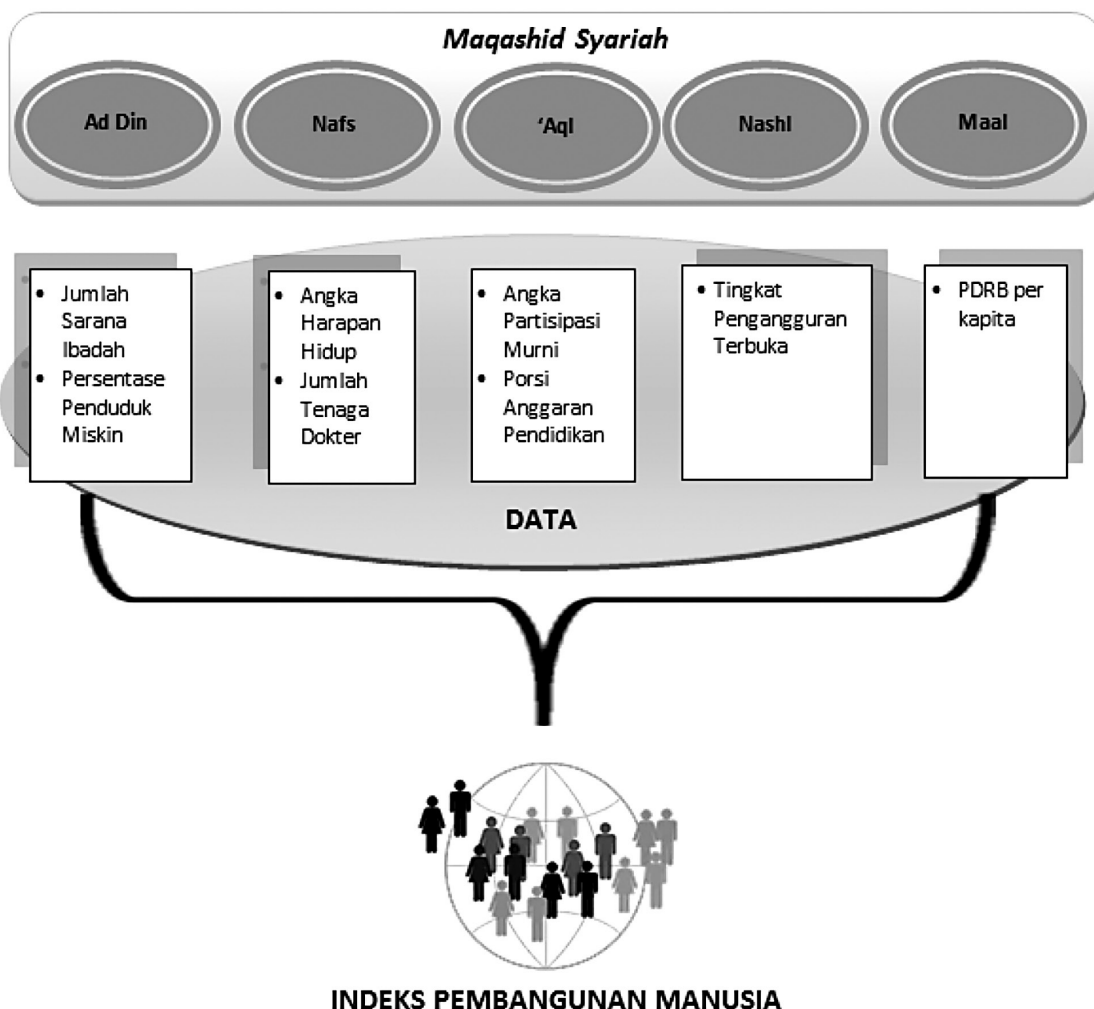 Maqashid Syariah
Ad Din
Nafs
‘Aql
Nashl
Maal
• Jumlah
Sarana
Ibadah
• Persentase
Penduduk
Miskin
• Angka
Harapan
Hidup
• Jumlah
Tenaga
Dokter
• Angka
Partisipasi
Murni
• Porsi
Anggaran
Pendidikan
• Tingkat
Pengangguran
Terbuka
• PDRB per
kapita
DATA
INDEKS PEMBANGUNAN MANUSIA